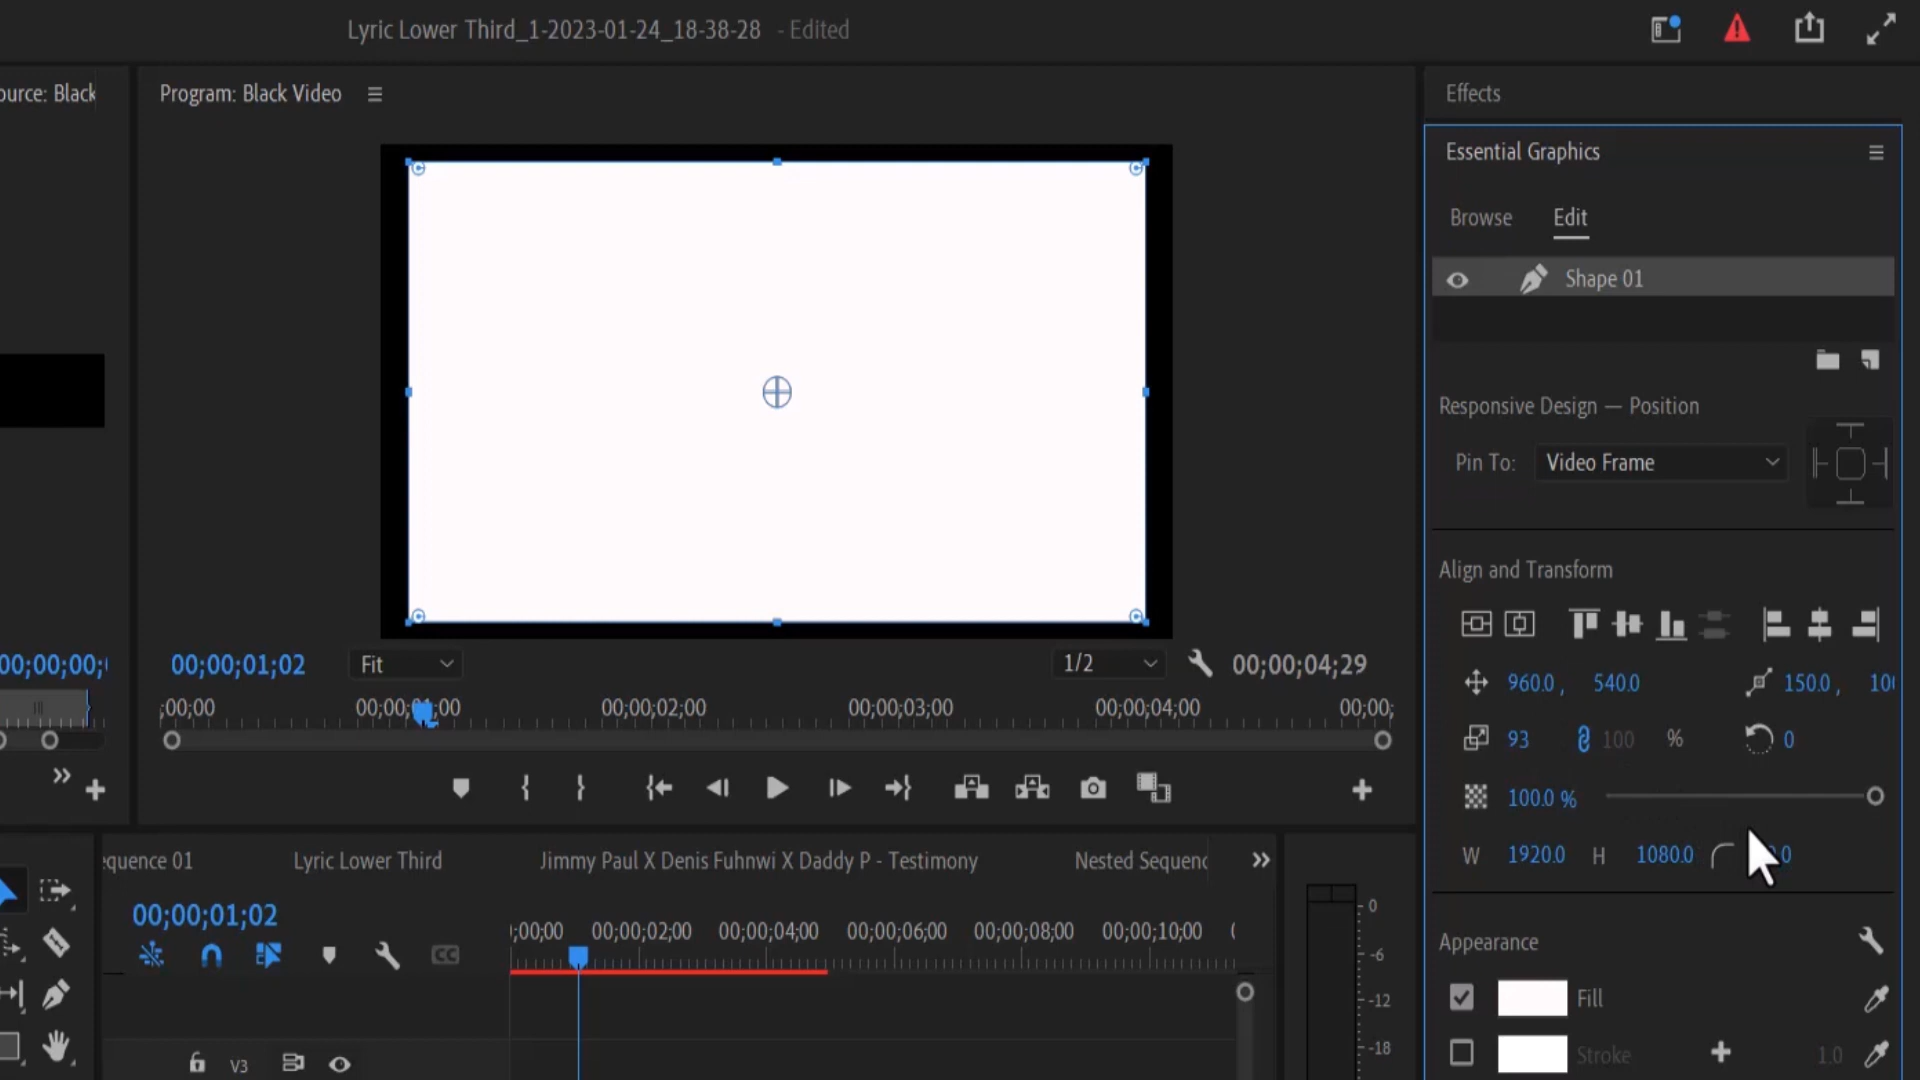 Lyric Lower Third_1-2023-01-24_18-38-28 - Edited
ource: Black
Program: Black Video
Effects
Essential Graphics
Browse Edit
Shape 01
Responsive Design — Position
Pin To: Video Frame
Align and Transform
960.0 , 540.0 150.0 , 10
93 100 % 0
100.0 %
W 1920.0 H 1080.0 .0
Appearance
Fill
Stroke 1.0
00;00;00;
00;00;01;02 Fit 1/2 00;00;04;29
;00;00 00;00;01;00 00;00;02;00 00;00;03;00 00;00;04;00 00;00;
equence 01 Lyric Lower Third Jimmy Paul X Denis Fuhnwi X Daddy P - Testimony Nested Sequenc
00;00;01;02
;00;00 00;00;02;00 00;00;04;00 00;00;06;00 00;00;08;00 00;00;10;00
V3
0
-6
-12
-18